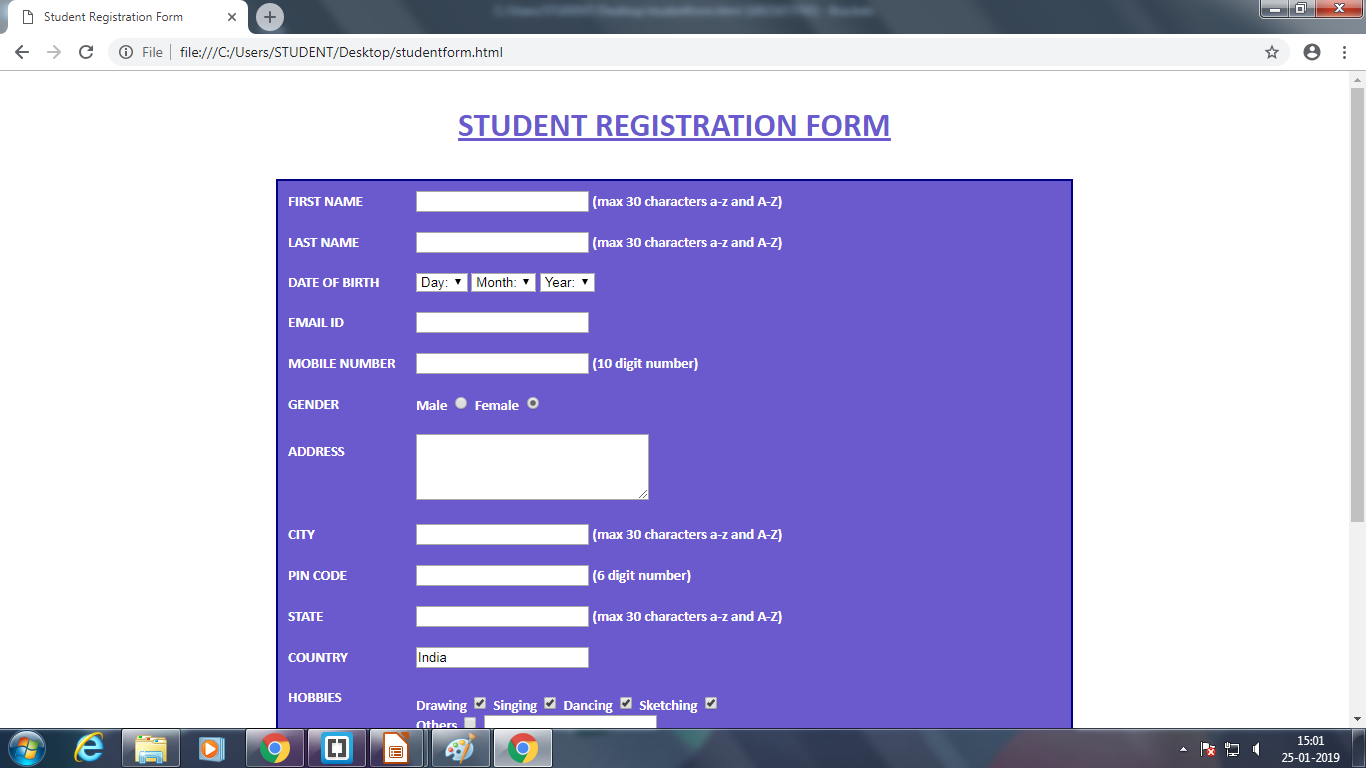 Student Registration Form
File file:///C:/Users/STUDENT/Desktop/studentform.html
STUDENT REGISTRATION FORM
FIRST NAME (max 30 characters a-z and A-Z)
LAST NAME (max 30 characters a-z and A-Z)
DATE OF BIRTH Day: Month: Year:
EMAIL ID
MOBILE NUMBER (10 digit number)
GENDER Male Female
ADDRESS
CITY (max 30 characters a-z and A-Z)
PIN CODE (6 digit number)
STATE (max 30 characters a-z and A-Z)
COUNTRY India
HOBBIES Drawing Singing Dancing Sketching
Others
15:01
25-01-2019